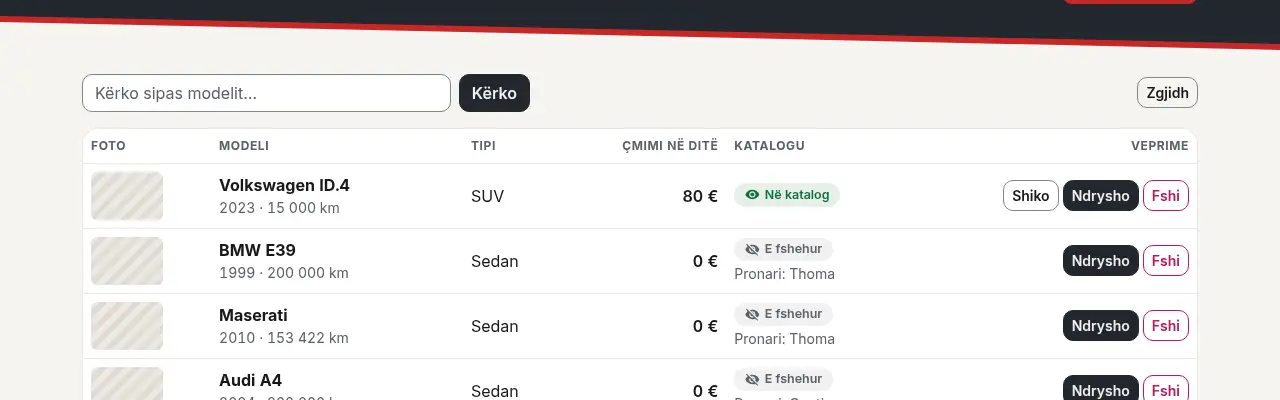 Kërko sipas modelit...
Kërko
Zgjidh
FOTO MODELI TIPI ÇMIMI NË DITË KATALOGU VEPRIME
Volkswagen ID.4
2023 · 15 000 km
SUV
80 €
Në katalog
Shiko Ndrysho Fshi
BMW E39
1999 · 200 000 km
Sedan
0 €
E fshehur
Pronari: Thoma
Ndrysho Fshi
Maserati
2010 · 153 422 km
Sedan
0 €
E fshehur
Pronari: Thoma
Ndrysho Fshi
Audi A4
Sedan
0 €
E fshehur
Ndrysho Fshi